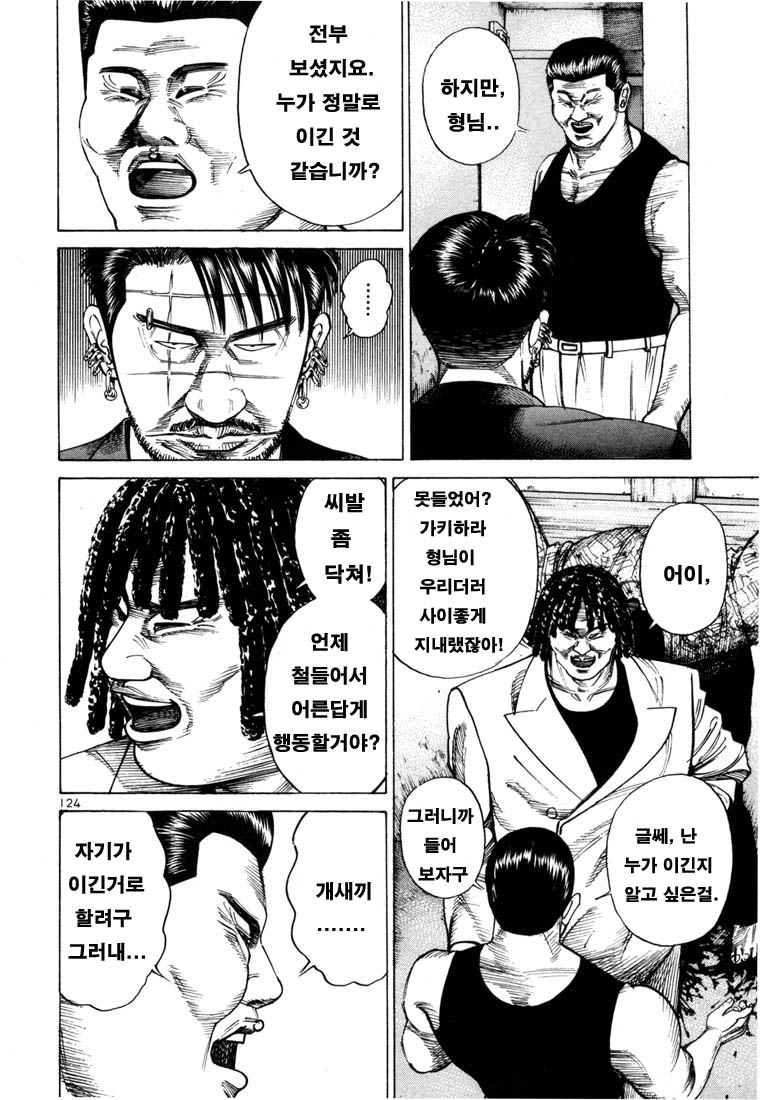 하지만,
형님..
전부
보셨지요.
누가 정말로
이긴 것
같습니까?
......
어이,
못들었어?
가키하라
형님이
우리더러
사이좋게
지내랬잖아!
글쎄, 난
누가 이긴지
알고 싶은걸.
그러니까
들어
보자구
씨발
좀
닥쳐!
언제
철들어서
어른답게
행동할거야?
124
개새끼
.......
자기가
이긴거로
할려구
그러내...